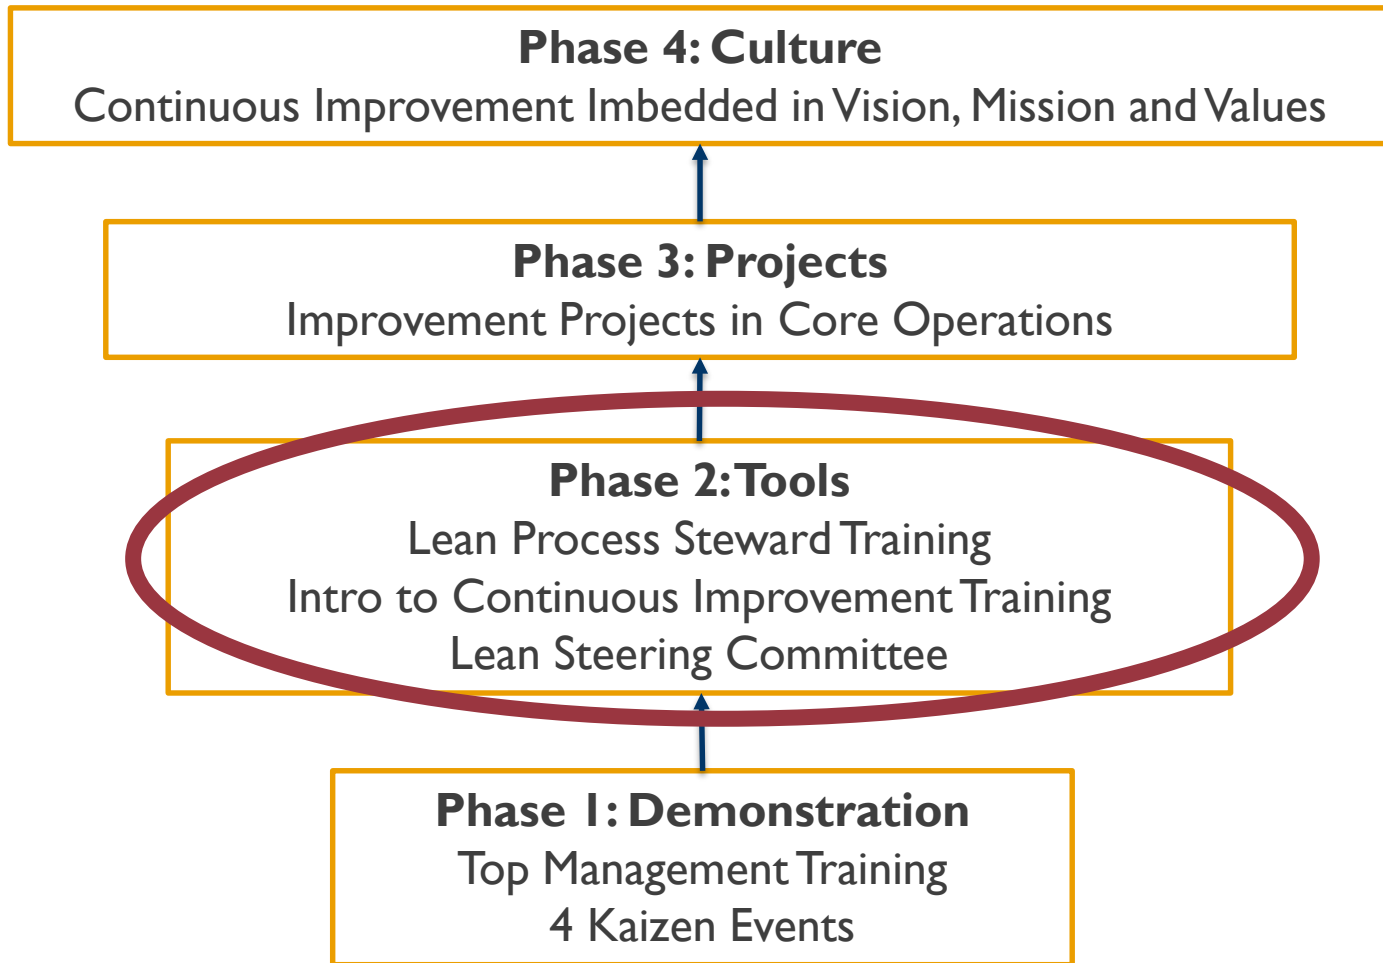 Phase 4: Culture
Continuous Improvement Imbedded in Vision, Mission and Values
Phase 3: Projects
Improvement Projects in Core Operations
Phase 2: Tools
Lean Process Steward Training
Intro to Continuous Improvement Training
Lean Steering Committee
Phase 1: Demonstration
Top Management Training
4 Kaizen Events